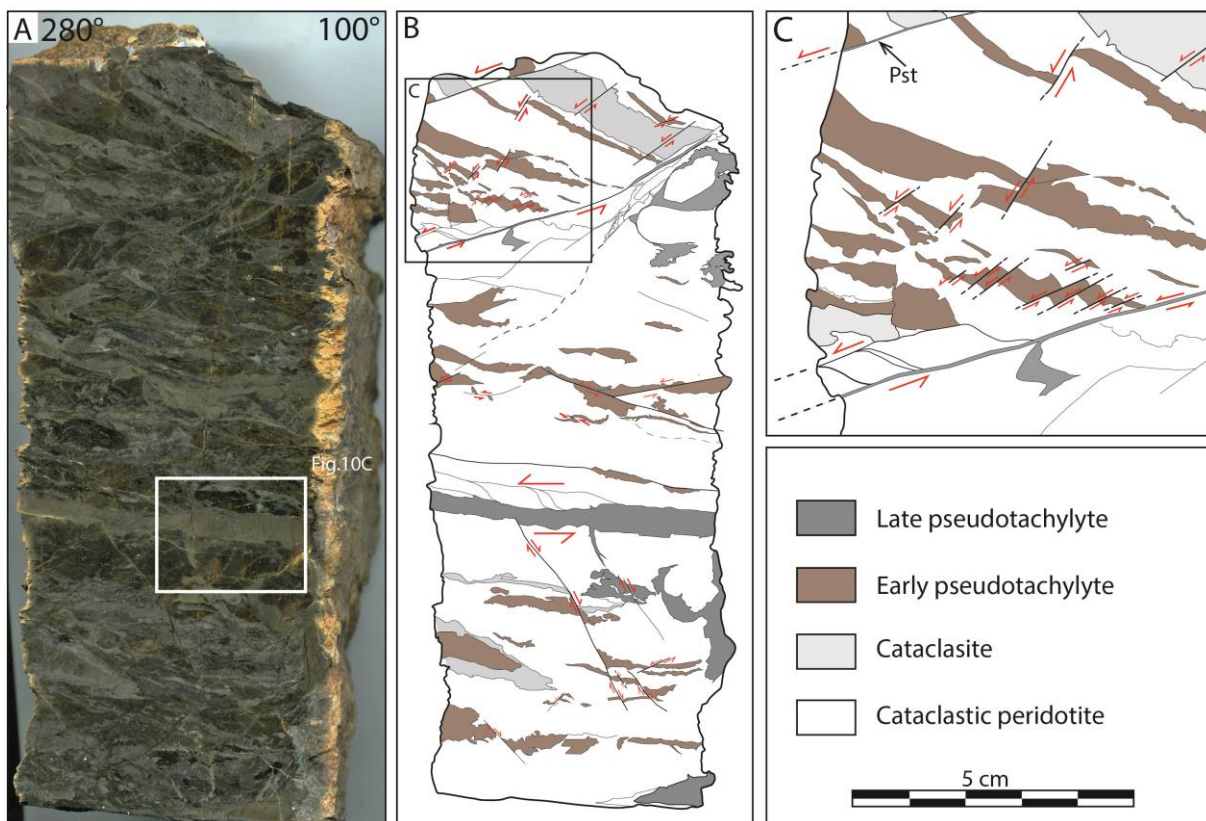 A 280° 100°
B
C
C
Pst
Fig.10C
Late pseudotachylyte
Early pseudotachylyte
Cataclasite
Cataclastic peridotite
5 cm